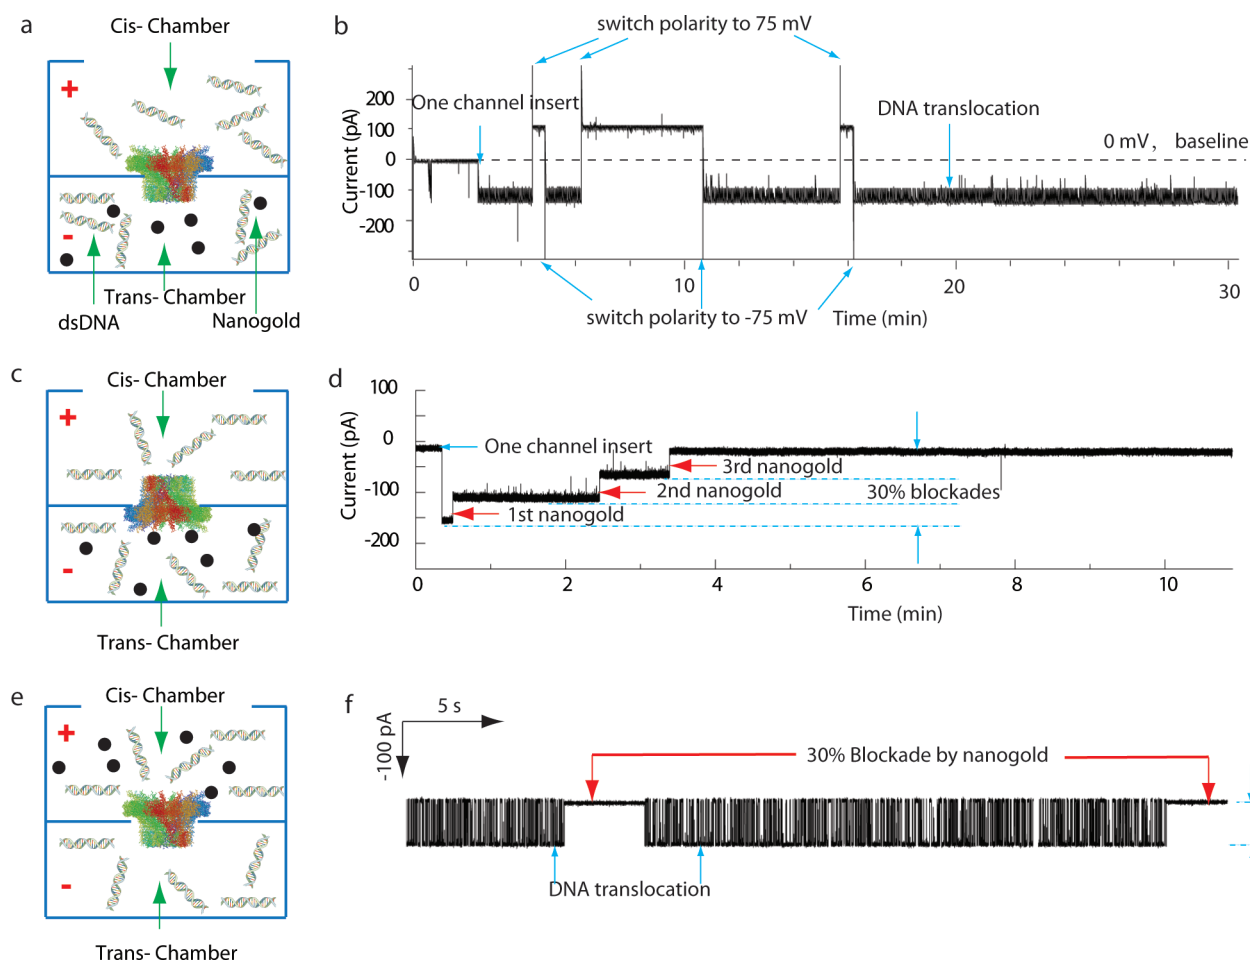 a
Cis- Chamber
+
-
Trans- Chamber
dsDNA
Nanogold
b
switch polarity to 75 mV
One channel insert
DNA translocation
0 mV, baseline
Current (pA)
200
100
0
-100
-200
0
10
20
30
switch polarity to -75 mV
Time (min)
c
Cis- Chamber
+
-
Trans- Chamber
d
100
0
-100
-200
Current (pA)
One channel insert
3rd nanogold
2nd nanogold
30% blockades
1st nanogold
0
2
4
6
8
10
Time (min)
e
Cis- Chamber
+
-
Trans- Chamber
f
5 s
-100 pA
30% Blockade by nanogold
DNA translocation